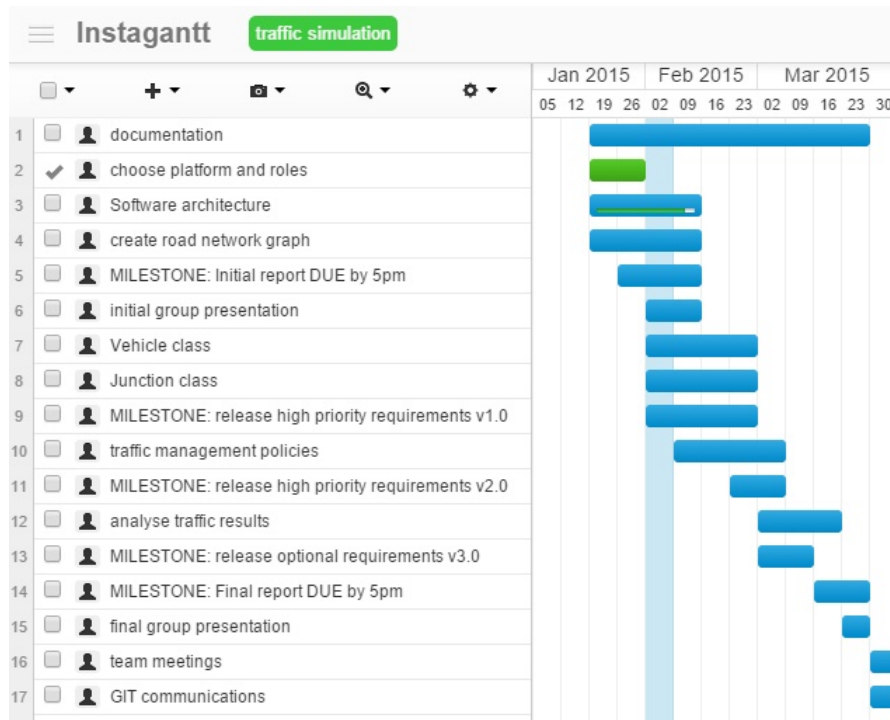 Instagantt traffic simulation
Jan 2015 Feb 2015 Mar 2015
05 12 19 26 02 09 16 23 02 09 16 23 30
1 documentation
2 choose platform and roles
3 Software architecture
4 create road network graph
5 MILESTONE: Initial report DUE by 5pm
6 initial group presentation
7 Vehicle class
8 Junction class
9 MILESTONE: release high priority requirements v1.0
10 traffic management policies
11 MILESTONE: release high priority requirements v2.0
12 analyse traffic results
13 MILESTONE: release optional requirements v3.0
14 MILESTONE: Final report DUE by 5pm
15 final group presentation
16 team meetings
17 GIT communications